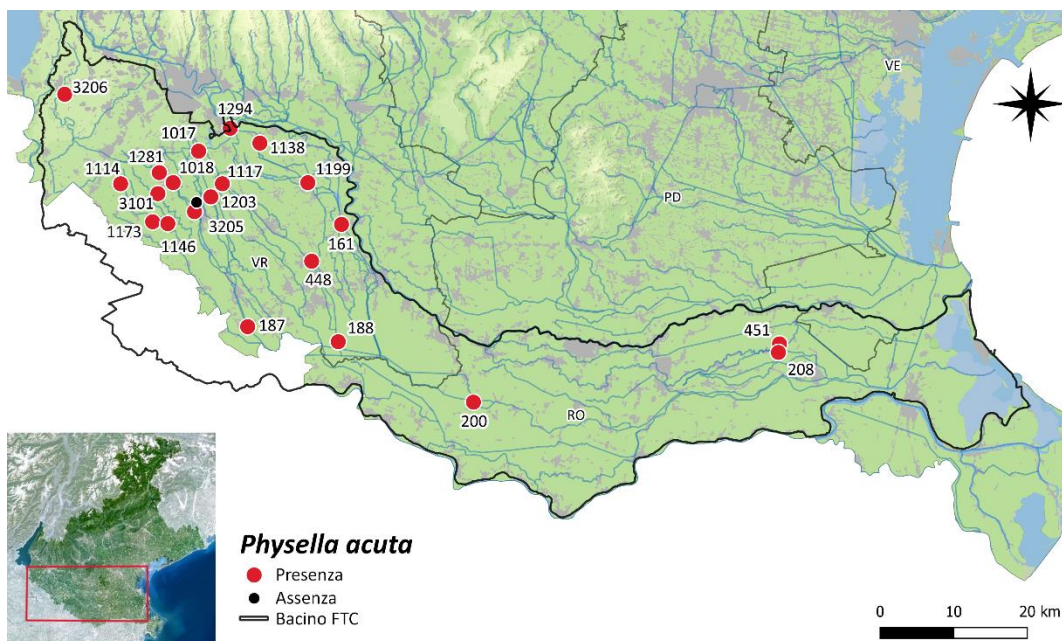 VE
3206
1294
1017
1138
1281
1018
1117
1199
1114
3101
1203
1173
1146
3205
161
PD
VR
448
187
188
451
208
200
RO
Physella acuta
Presenza
Assenza
Bacino FTC
0 10 20 km